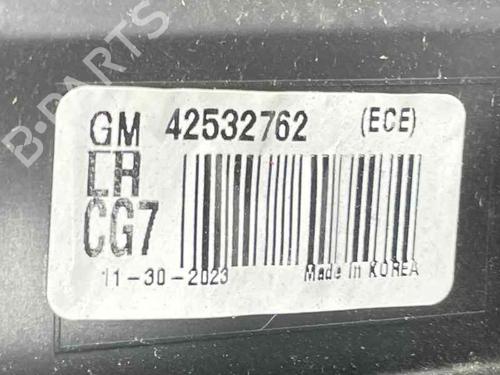 B-PARTS
GM 42532762 (ECE)
LR
CG7
11-30-2023 Made In KOREA